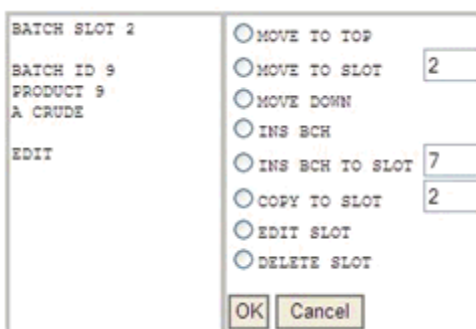 BATCH SLOT 2
BATCH ID 9
PRODUCT 9
A CRUDE
EDIT
MOVE TO TOP
MOVE TO SLOT 2
MOVE DOWN
INS BCH
INS BCH TO SLOT 7
COPY TO SLOT 2
EDIT SLOT
DELETE SLOT
OK Cancel